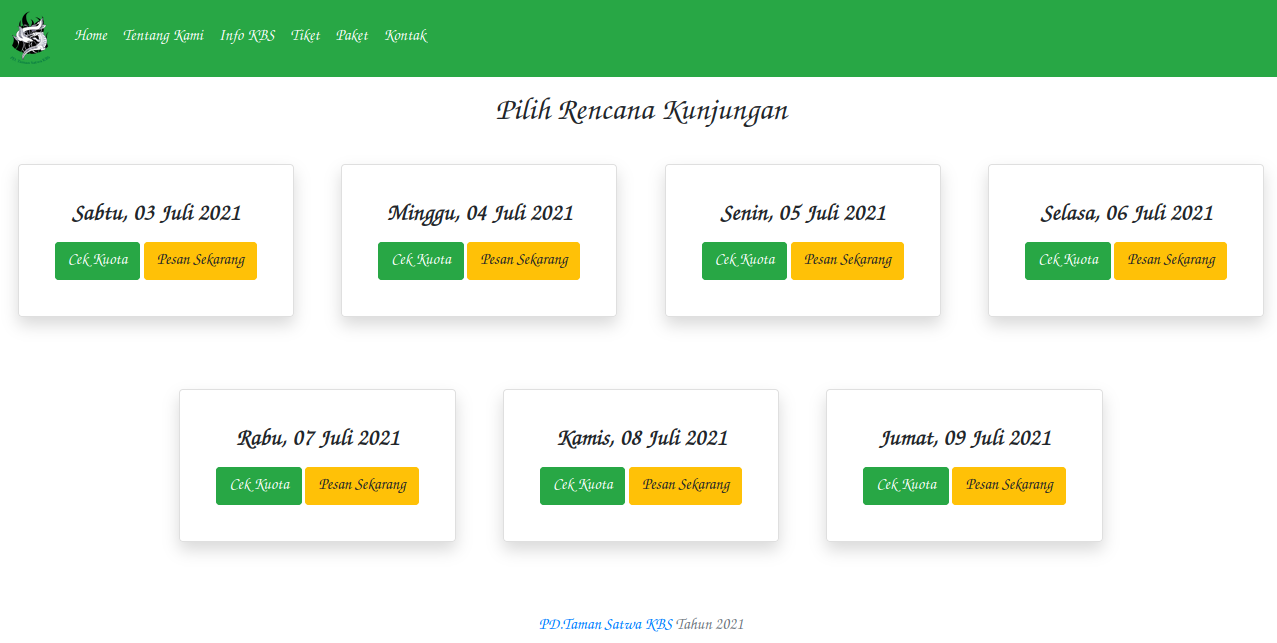 Home Tentang Kami Info KBS Tiket Paket Kontak
Pilih Rencana Kunjungan
Sabtu, 03 Juli 2021
Cek Kuota Pesan Sekarang
Minggu, 04 Juli 2021
Cek Kuota Pesan Sekarang
Senin, 05 Juli 2021
Cek Kuota Pesan Sekarang
Selasa, 06 Juli 2021
Cek Kuota Pesan Sekarang
Rabu, 07 Juli 2021
Cek Kuota Pesan Sekarang
Kamis, 08 Juli 2021
Cek Kuota Pesan Sekarang
Jumat, 09 Juli 2021
Cek Kuota Pesan Sekarang
PD.Taman Satwa KBS Tahun 2021